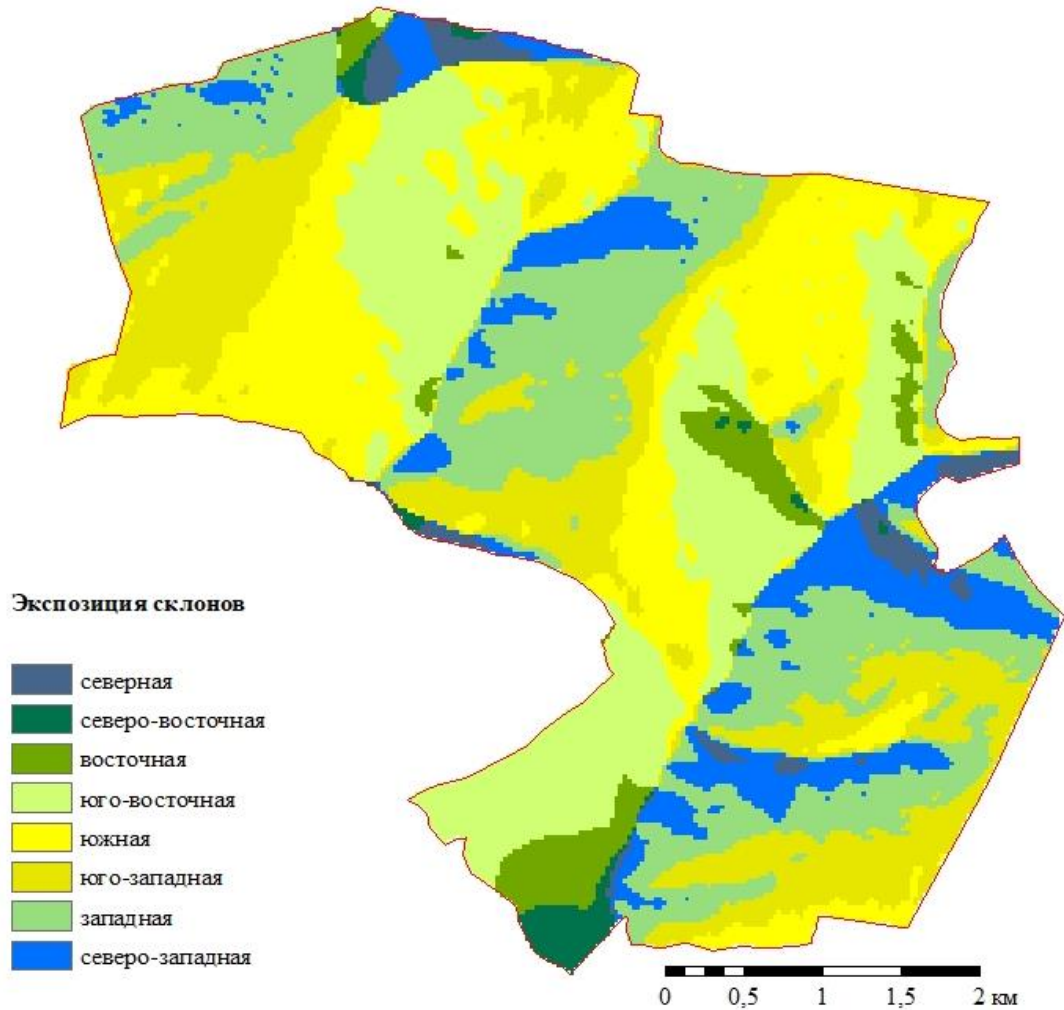 Экспозиция склонов
северная
северо-восточная
восточная
юго-восточная
южная
юго-западная
западная
северо-западная
0 0,5 1 1,5 2 км